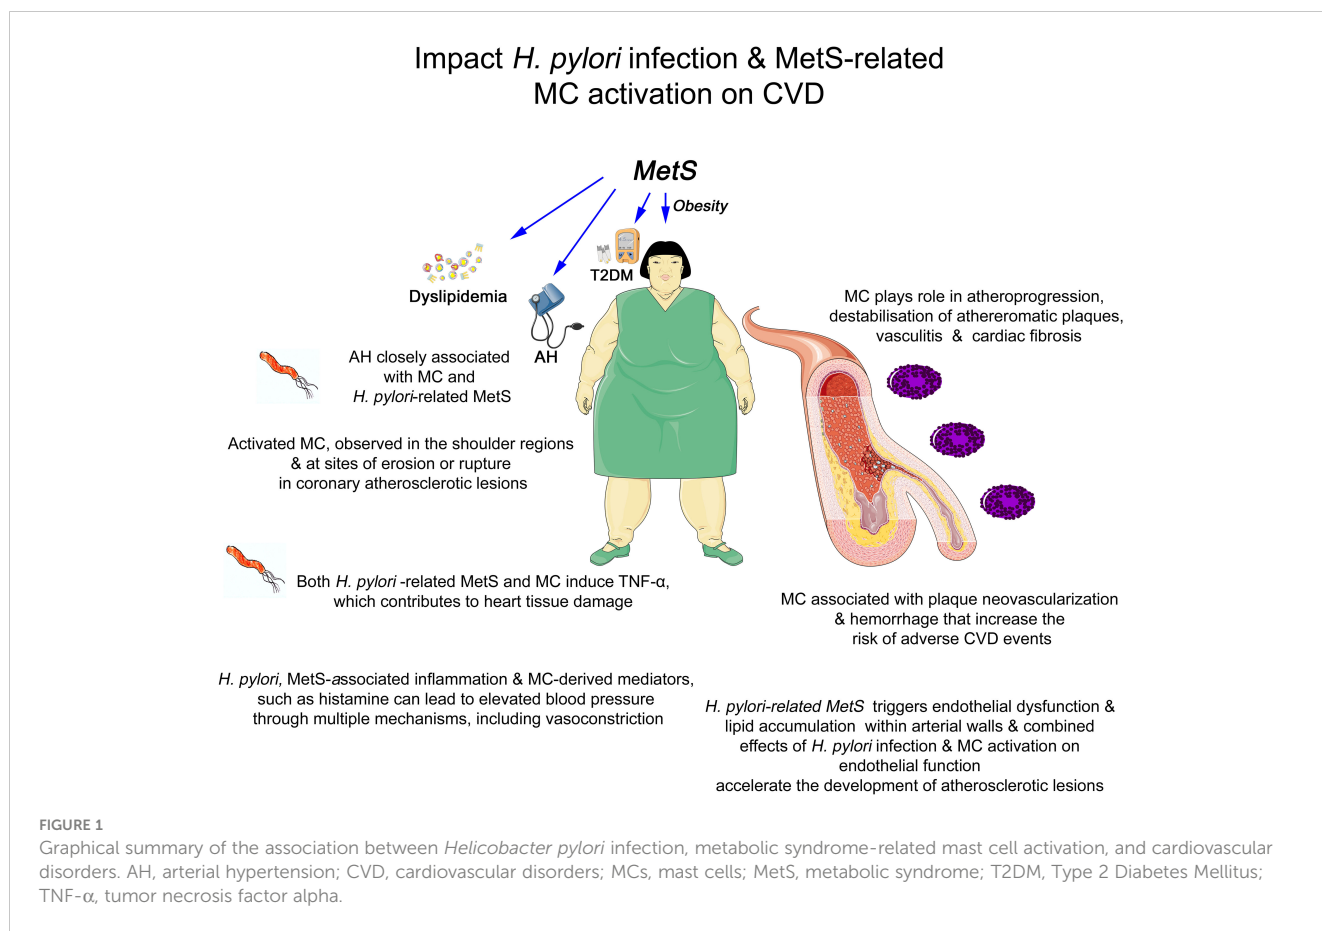 Impact H. pylori infection & MetS-related
MC activation on CVD
MetS
Obesity
T2DM
Dyslipidemia
AH
AH closely associated
with MC and
H. pylori-related MetS
Activated MC, observed in the shoulder regions
& at sites of erosion or rupture
in coronary atherosclerotic lesions
Both H. pylori -related MetS and MC induce TNF-α,
which contributes to heart tissue damage
H. pylori, MetS-associated inflammation & MC-derived mediators,
such as histamine can lead to elevated blood pressure
through multiple mechanisms, including vasoconstriction
MC plays role in atheroprogression,
destabilisation of athereromatic plaques,
vasculitis & cardiac fibrosis
MC associated with plaque neovascularization
& hemorrhage that increase the
risk of adverse CVD events
H. pylori-related MetS triggers endothelial dysfunction &
lipid accumulation within arterial walls & combined
effects of H. pylori infection & MC activation on
endothelial function
accelerate the development of atherosclerotic lesions
FIGURE 1
Graphical summary of the association between Helicobacter pylori infection, metabolic syndrome-related mast cell activation, and cardiovascular
disorders. AH, arterial hypertension; CVD, cardiovascular disorders; MCs, mast cells; MetS, metabolic syndrome; T2DM, Type 2 Diabetes Mellitus;
TNF-α, tumor necrosis factor alpha.